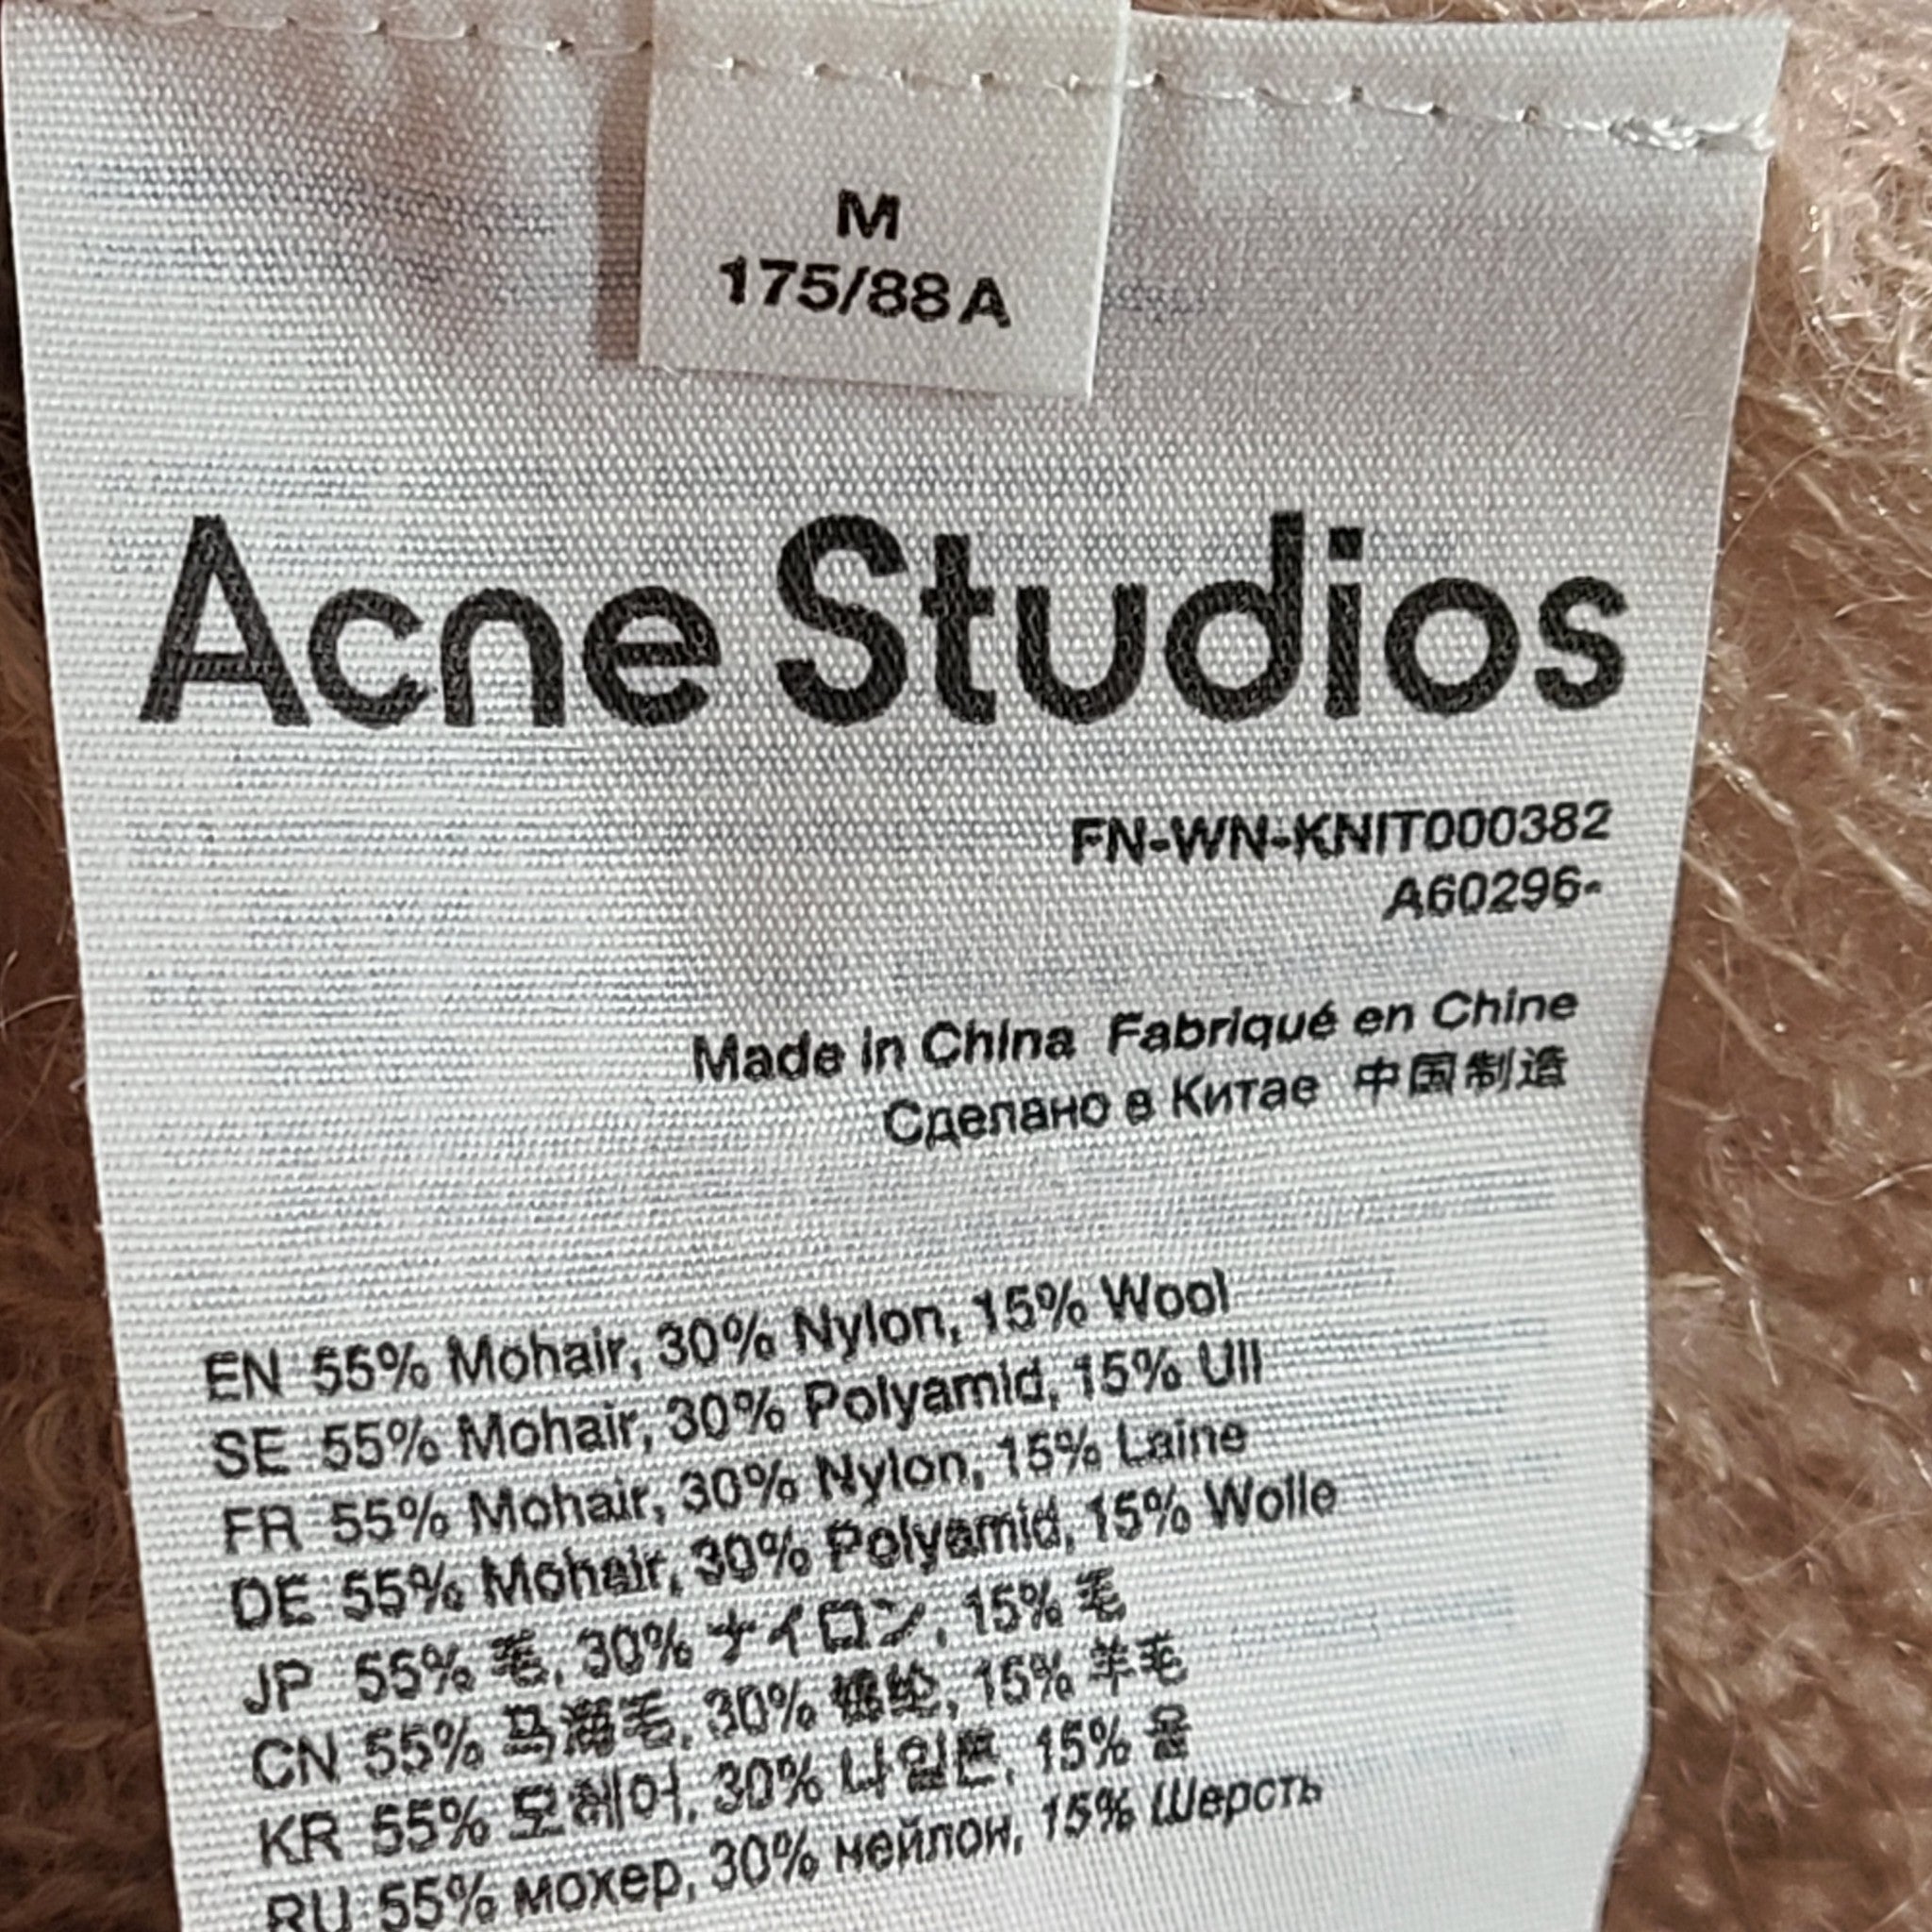 M
175/88A
Acne Studios
FN-WN-KNIT000382
A60296-
Made in China Fabriqué en Chine
Сделано в Китае 中国制造
EN 55% Mohair, 30% Nylon, 15% Wool
SE 55% Mohair, 30% Polyamid, 15% Ull
FR 55% Mohair, 30% Nylon, 15% Laine
DE 55% Mohair, 30% Polyamid, 15% Wolle
JP 55% 毛, 30% ナイロン, 15% 毛
CN 55% 马海毛, 30% 锦纶, 15% 羊毛
KR 55% 모헤어, 30% 나일론, 15% 울
RU 55% мохер, 30% нейлон, 15% Шерсть